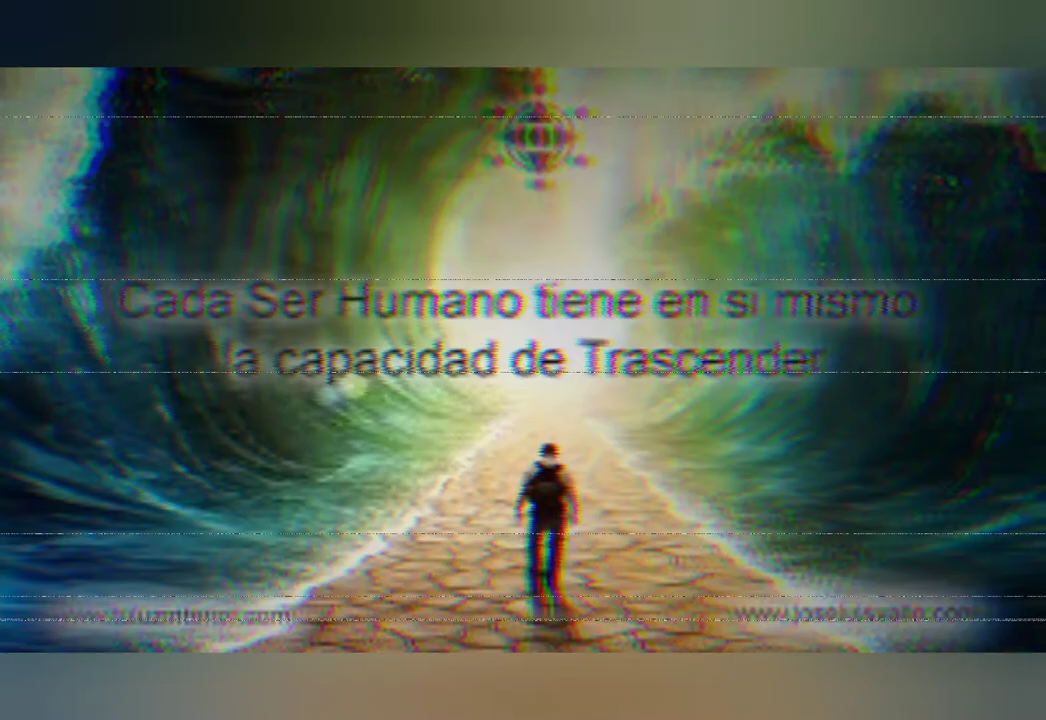 Cada Ser Humano tiene en si mismo
la capacidad de Trascender